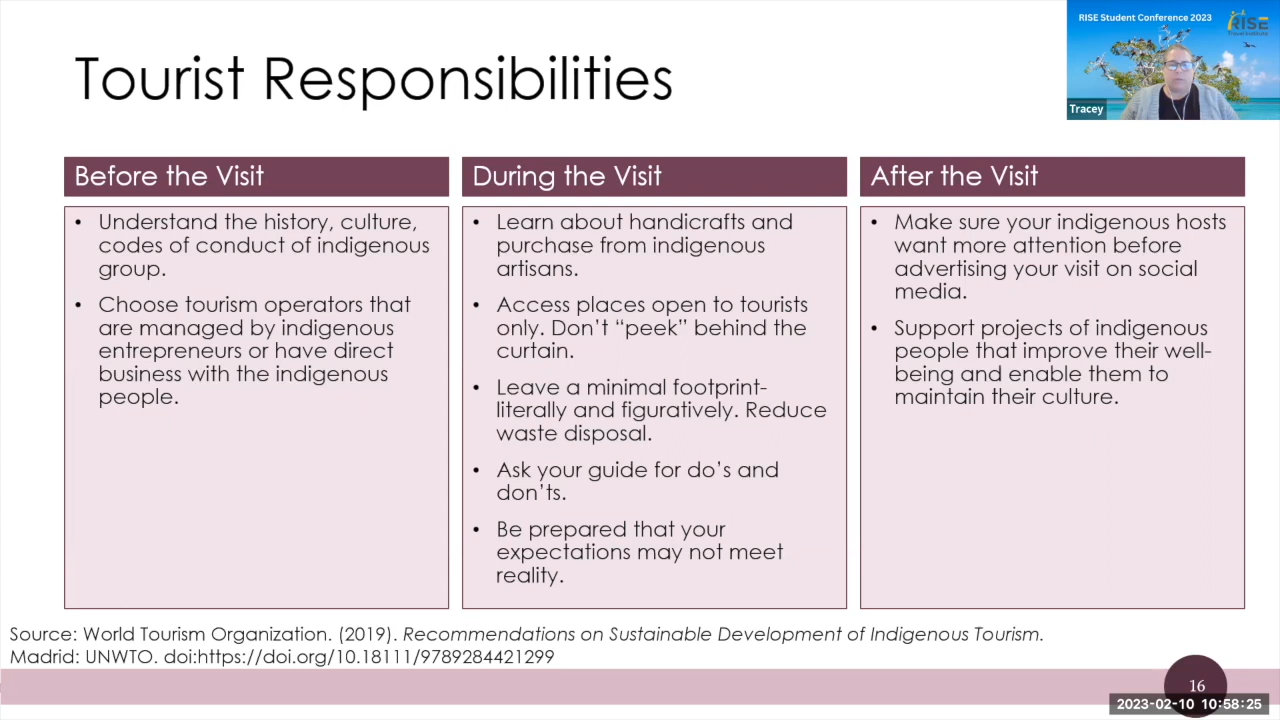 RISE Student Conference 2023
RISE
Travel Institute
Tracey
Tourist Responsibilities
Before the Visit
• Understand the history, culture,
codes of conduct of indigenous
group.
• Choose tourism operators that
are managed by indigenous
entrepreneurs or have direct
business with the indigenous
people.
During the Visit
• Learn about handicrafts and
purchase from indigenous
artisans.
• Access places open to tourists
only. Don’t “peek” behind the
curtain.
• Leave a minimal footprint-
literally and figuratively. Reduce
waste disposal.
• Ask your guide for do’s and
don’ts.
• Be prepared that your
expectations may not meet
reality.
After the Visit
• Make sure your indigenous hosts
want more attention before
advertising your visit on social
media.
• Support projects of indigenous
people that improve their well-
being and enable them to
maintain their culture.
Source: World Tourism Organization. (2019). Recommendations on Sustainable Development of Indigenous Tourism.
Madrid: UNWTO. doi:https://doi.org/10.18111/9789284421299
16
2023-02-10 10:58:25